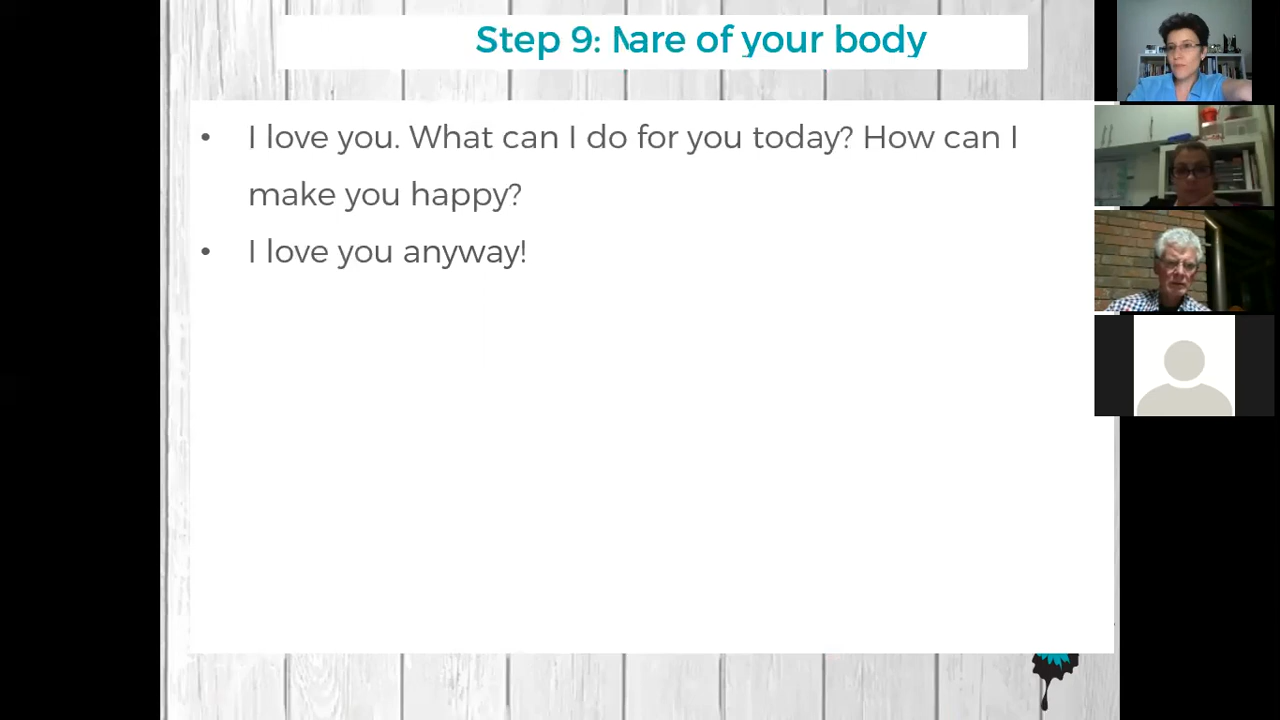 Step 9: are of your body
• I love you. What can I do for you today? How can I
make you happy?
• I love you anyway!